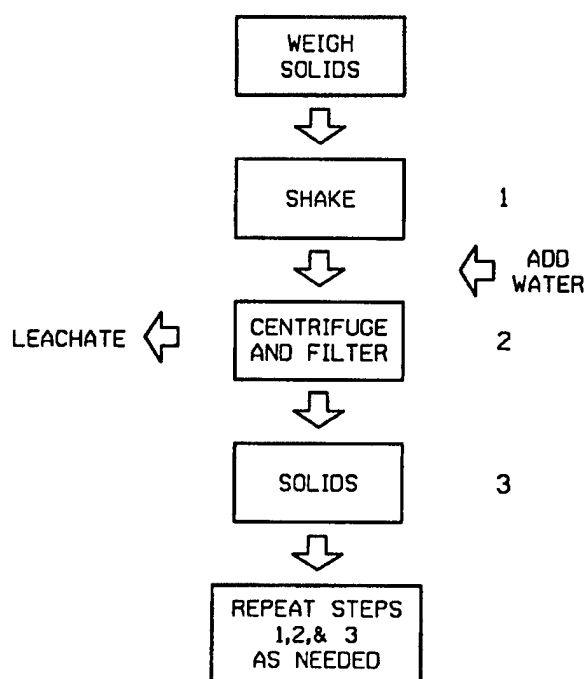 WEIGH
SOLIDS
SHAKE
1
ADD
WATER
LEACHATE
CENTRIFUGE
AND FILTER
2
SOLIDS
3
REPEAT STEPS
1,2,& 3
AS NEEDED